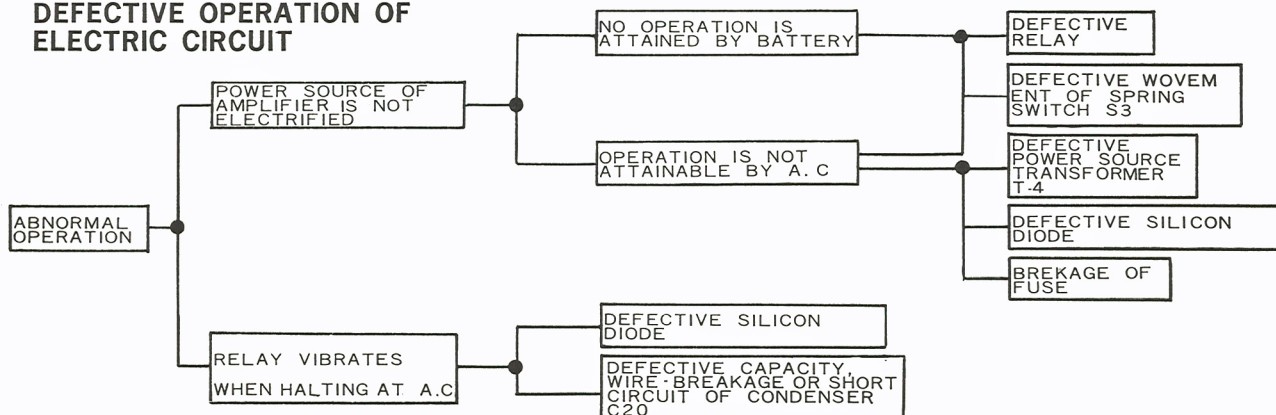 DEFECTIVE OPERATION OF
ELECTRIC CIRCUIT
NO OPERATION IS
ATTAINED BY BATTERY
DEFECTIVE
RELAY
POWER SOURCE OF
AMPLIFIER IS NOT
ELECTRIFIED
DEFECTIVE WOVEM
ENT OF SPRING
SWITCH S3
OPERATION IS NOT
ATTAINABLE BY A.C
DEFECTIVE
POWER SOURCE
TRANSFORMER
T-4
ABNORMAL
OPERATION
DEFECTIVE SILICON
DIODE
BREKAGE OF
FUSE
RELAY VIBRATES
WHEN HALTING AT A.C
DEFECTIVE SILICON
DIODE
DEFECTIVE CAPACITY,
WIRE-BREAKAGE OR SHORT
CIRCUIT OF CONDENSER
C20